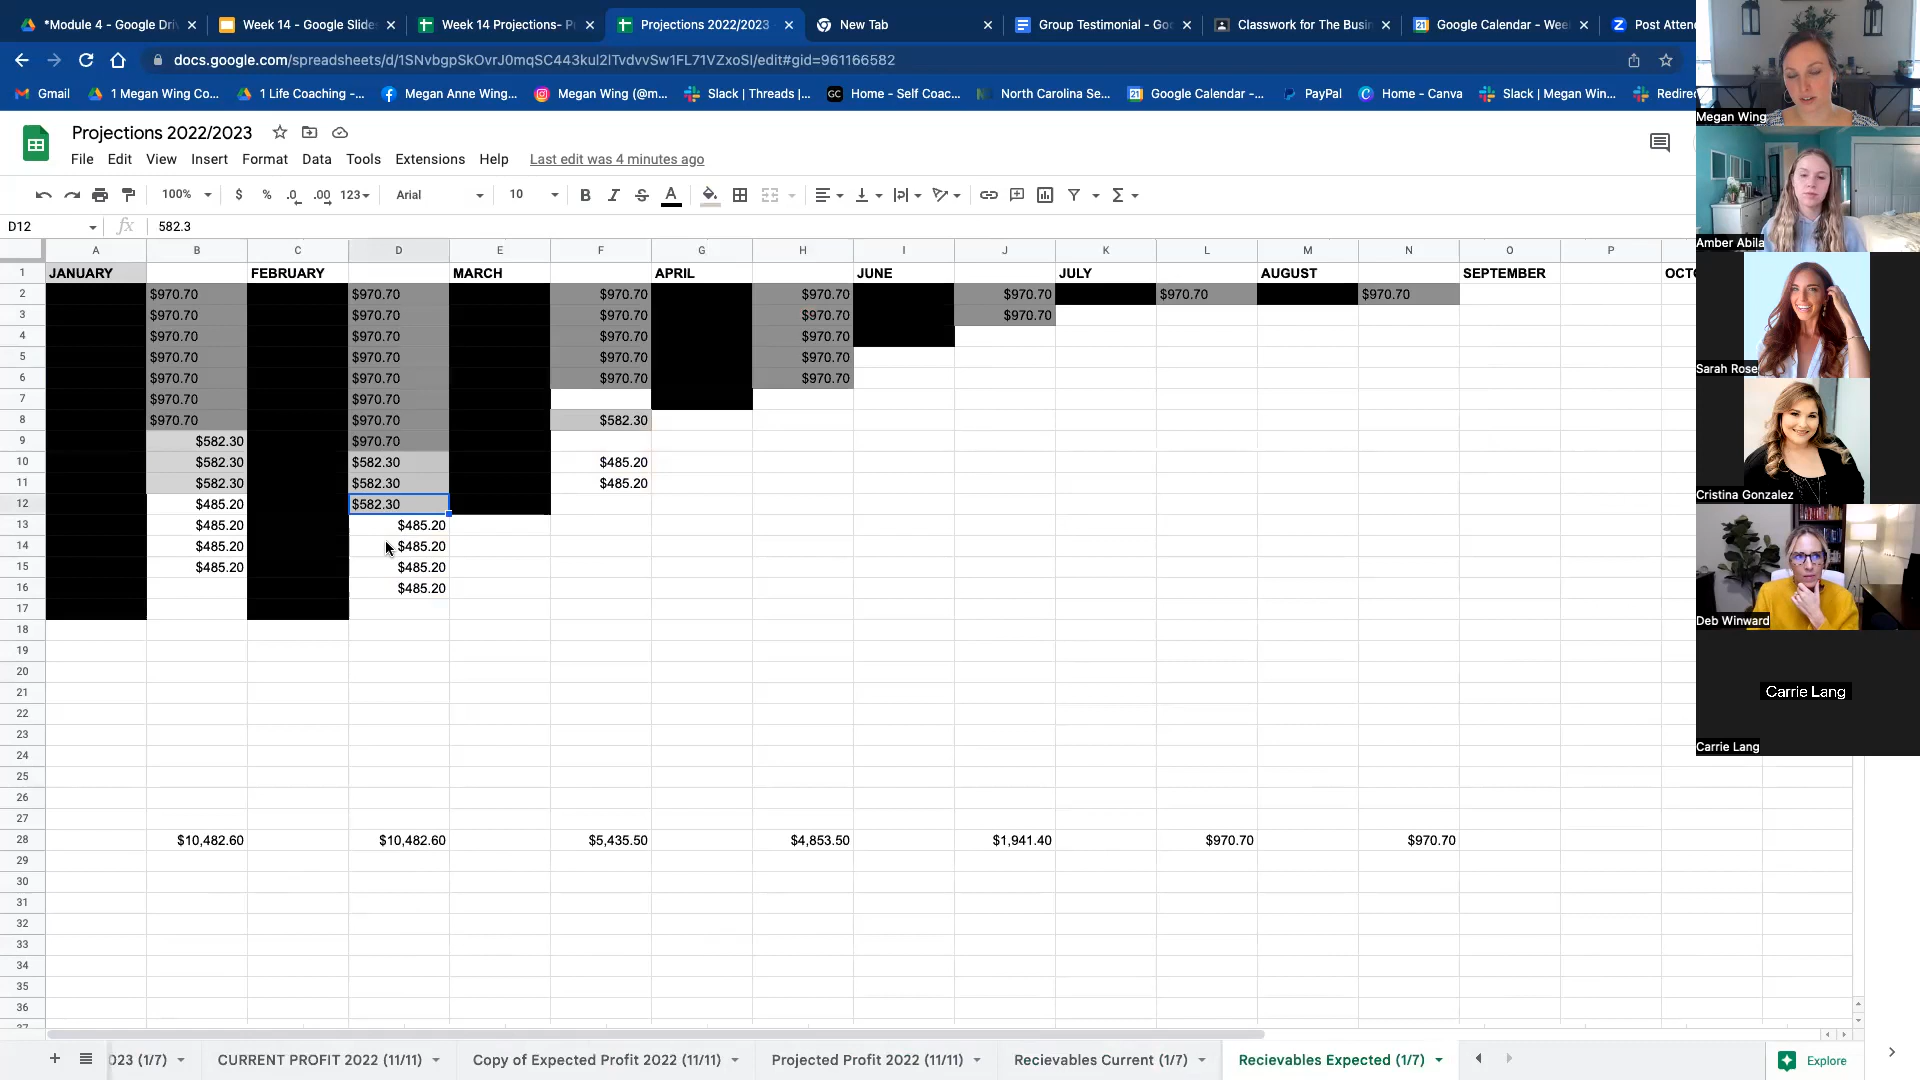 *Module 4 - Google Dri
Week 14 - Google Slide
Week 14 Projections- P
Projections 2022/2023
New Tab
Group Testimonial - Goo
Classwork for The Busi
Google Calendar - Wee
Post Attend
docs.google.com/spreadsheets/d/1SNvbgpSkOvrJ0mqSC443kul2ITvdvvSw1FL71VZxoSI/edit#gid=961166582
Gmail
1 Megan Wing Co...
1 Life Coaching -...
Megan Anne Wing...
Megan Wing (@m...
Slack | Threads |...
Home - Self Coac...
North Carolina Se...
Google Calendar -...
PayPal
Home - Canva
Slack | Megan Win...
Redirec
Projections 2022/2023
File Edit View Insert Format Data Tools Extensions Help Last edit was 4 minutes ago
100% $ % .0 .00 123 Arial 10 B I S A
D12 fx 582.3
A B C D E F G H I J K L M N O P
1 JANUARY FEBRUARY MARCH APRIL JUNE JULY AUGUST SEPTEMBER OCTO
2 $970.70 $970.70 $970.70 $970.70 $970.70 $970.70 $970.70
3 $970.70 $970.70 $970.70 $970.70 $970.70
4 $970.70 $970.70 $970.70 $970.70
5 $970.70 $970.70 $970.70 $970.70
6 $970.70 $970.70 $970.70 $970.70
7 $970.70 $970.70
8 $970.70 $970.70 $582.30
9 $582.30 $970.70
10 $582.30 $582.30 $485.20
11 $582.30 $582.30 $485.20
12 $485.20 $582.30
13 $485.20 $485.20
14 $485.20 $485.20
15 $485.20 $485.20
16 $485.20
17
18
19
20
21
22
23
24
25
26
27
28 $10,482.60 $10,482.60 $5,435.50 $4,853.50 $1,941.40 $970.70 $970.70
29
30
31
32
33
34
35
36
37
023 (1/7)
CURRENT PROFIT 2022 (11/11)
Copy of Expected Profit 2022 (11/11)
Projected Profit 2022 (11/11)
Recievables Current (1/7)
Recievables Expected (1/7)
Explore
Megan Wing
Amber Abila
Sarah Rose
Cristina Gonzalez
Deb Winward
Carrie Lang
Carrie Lang